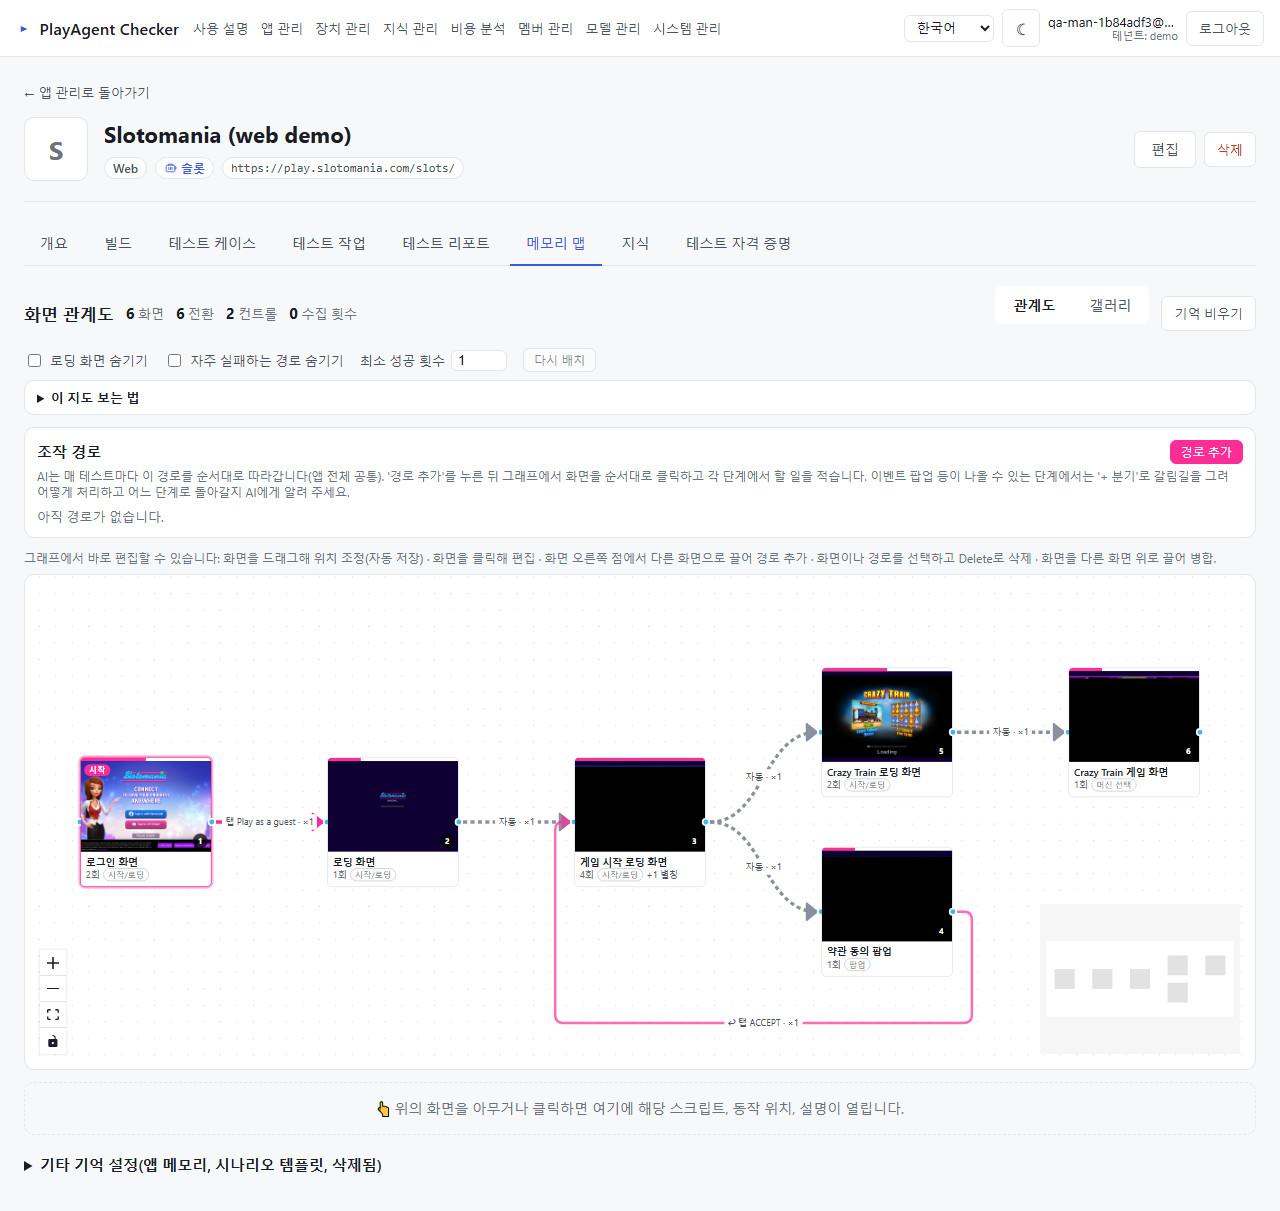 PlayAgent Checker 사용 설명 앱 관리 장치 관리 지식 관리 비용 분석 멤버 관리 모델 관리 시스템 관리 한국어 qa-man-1b84adf3@... 로그아웃
테넌트: demo
← 앱 관리로 돌아가기
S
Slotomania (web demo)
Web 슬롯 https://play.slotomania.com/slots/
편집 삭제
개요 빌드 테스트 케이스 테스트 작업 테스트 리포트 메모리 맵 지식 테스트 자격 증명
화면 관계도 6 화면 6 전환 2 컨트롤 0 수집 횟수
관계도 갤러리 기억 비우기
로딩 화면 숨기기 자주 실패하는 경로 숨기기 최소 성공 횟수 1 다시 배치
▶ 이 지도 보는 법
조작 경로 경로 추가
AI는 매 테스트마다 이 경로를 순서대로 따라갑니다(앱 전체 공통). '경로 추가'를 누른 뒤 그래프에서 화면을 순서대로 클릭하고 각 단계에서 할 일을 적습니다. 이벤트 팝업 등이 나올 수 있는 단계에서는 '+ 분기'로 갈림길을 그려
어떻게 처리하고 어느 단계로 돌아갈지 AI에게 알려 주세요.
아직 경로가 없습니다.
그래프에서 바로 편집할 수 있습니다: 화면을 드래그해 위치 조정(자동 저장) · 화면을 클릭해 편집 · 화면 오른쪽 점에서 다른 화면으로 끌어 경로 추가 · 화면이나 경로를 선택하고 Delete로 삭제 · 화면을 다른 화면 위로 끌어 병합.
시작
Slotomania
CONNECT
ANYWHERE
1
로그인 화면
2회 시작/로딩
탭 Play as a guest · ×1
2
로딩 화면
1회 시작/로딩
자동 · ×1
3
게임 시작 로딩 화면
4회 시작/로딩 +1 별칭
자동 · ×1
자동 · ×1
CRAZY TRAIN
Loading
5
Crazy Train 로딩 화면
2회 시작/로딩
자동 · ×1
6
Crazy Train 게임 화면
1회 머신 선택
4
약관 동의 팝업
1회 팝업
↩ 탭 ACCEPT · ×1
👆 위의 화면을 아무거나 클릭하면 여기에 해당 스크립트, 동작 위치, 설명이 열립니다.
▶ 기타 기억 설정(앱 메모리, 시나리오 템플릿, 삭제됨)